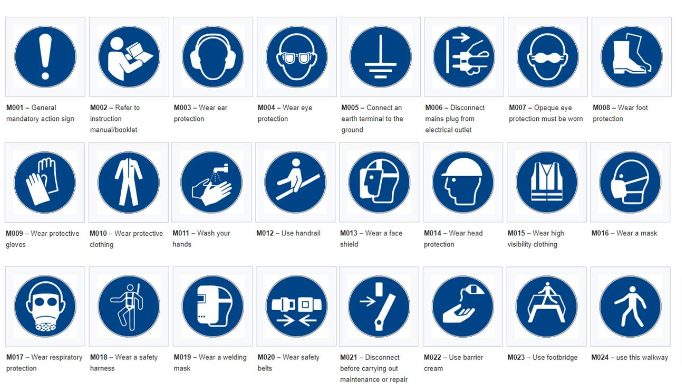 M001 – General
mandatory action sign
M002 – Refer to
instruction
manual/booklet
M003 – Wear ear
protection
M004 – Wear eye
protection
M005 – Connect an
earth terminal to the
ground
M006 – Disconnect
mains plug from
electrical outlet
M007 – Opaque eye
protection must be worn
M008 – Wear foot
protection
M009 – Wear protective
gloves
M010 – Wear protective
clothing
M011 – Wash your
hands
M012 – Use handrail
M013 – Wear a face
shield
M014 – Wear head
protection
M015 – Wear high
visibility clothing
M016 – Wear a mask
M017 – Wear respiratory
protection
M018 – Wear a safety
harness
M019 – Wear a welding
mask
M020 – Wear safety
belts
M021 – Disconnect
before carrying out
maintenance or repair
M022 – Use barrier
cream
M023 – Use footbridge
M024 – use this walkway